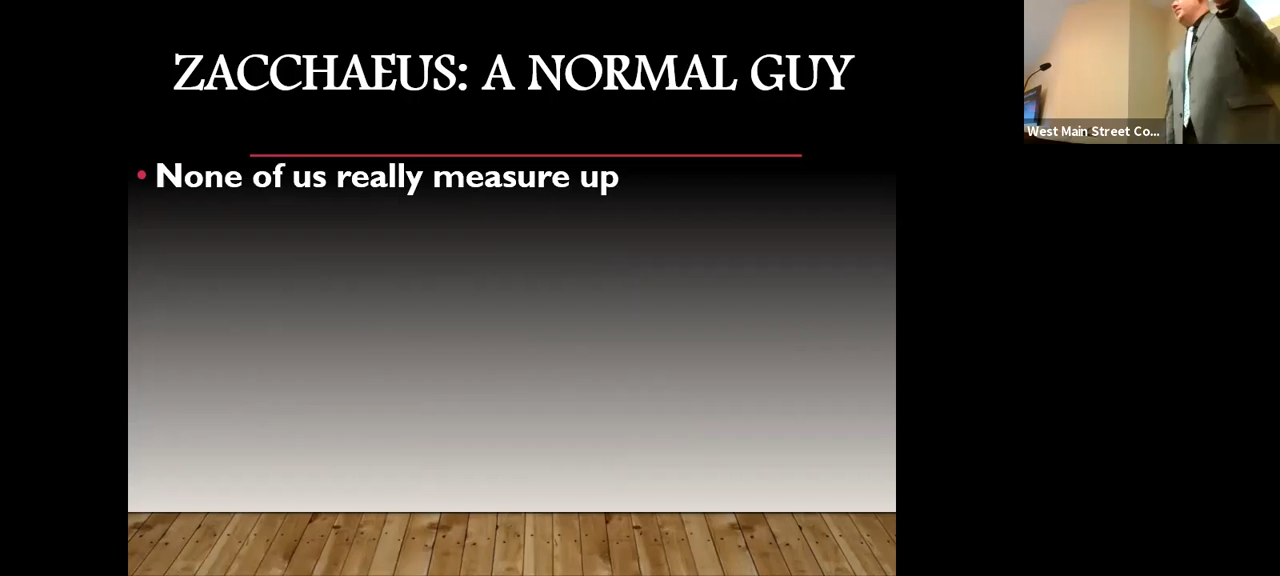 ZACCHAEUS: A NORMAL GUY
• None of us really measure up
West Main Street Co...